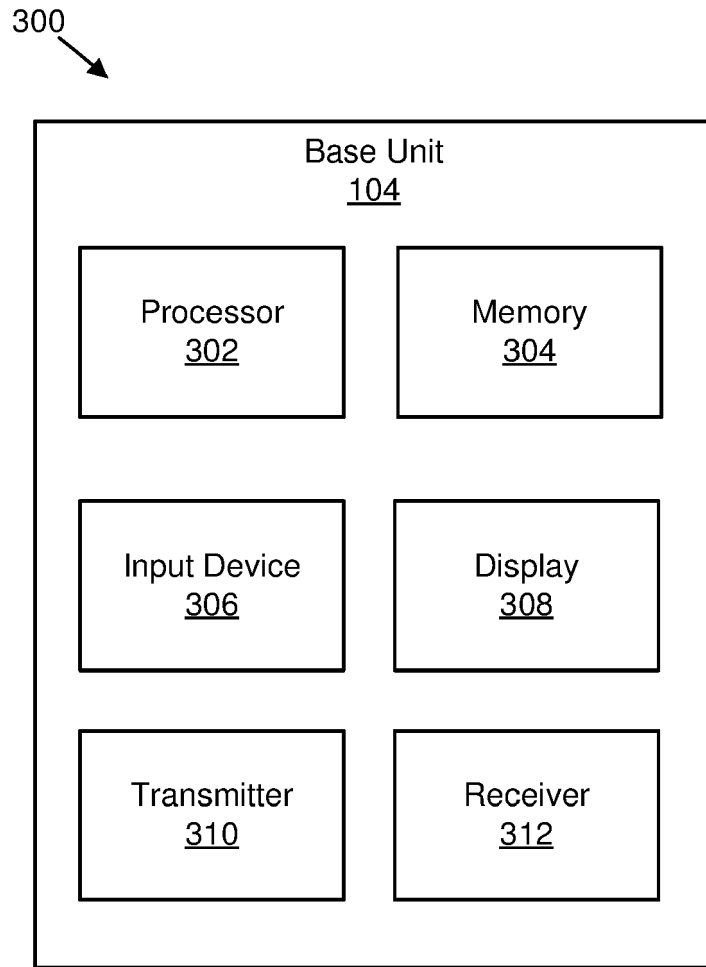 300
Base Unit
104
Processor
302
Memory
304
Input Device
306
Display
308
Transmitter
310
Receiver
312